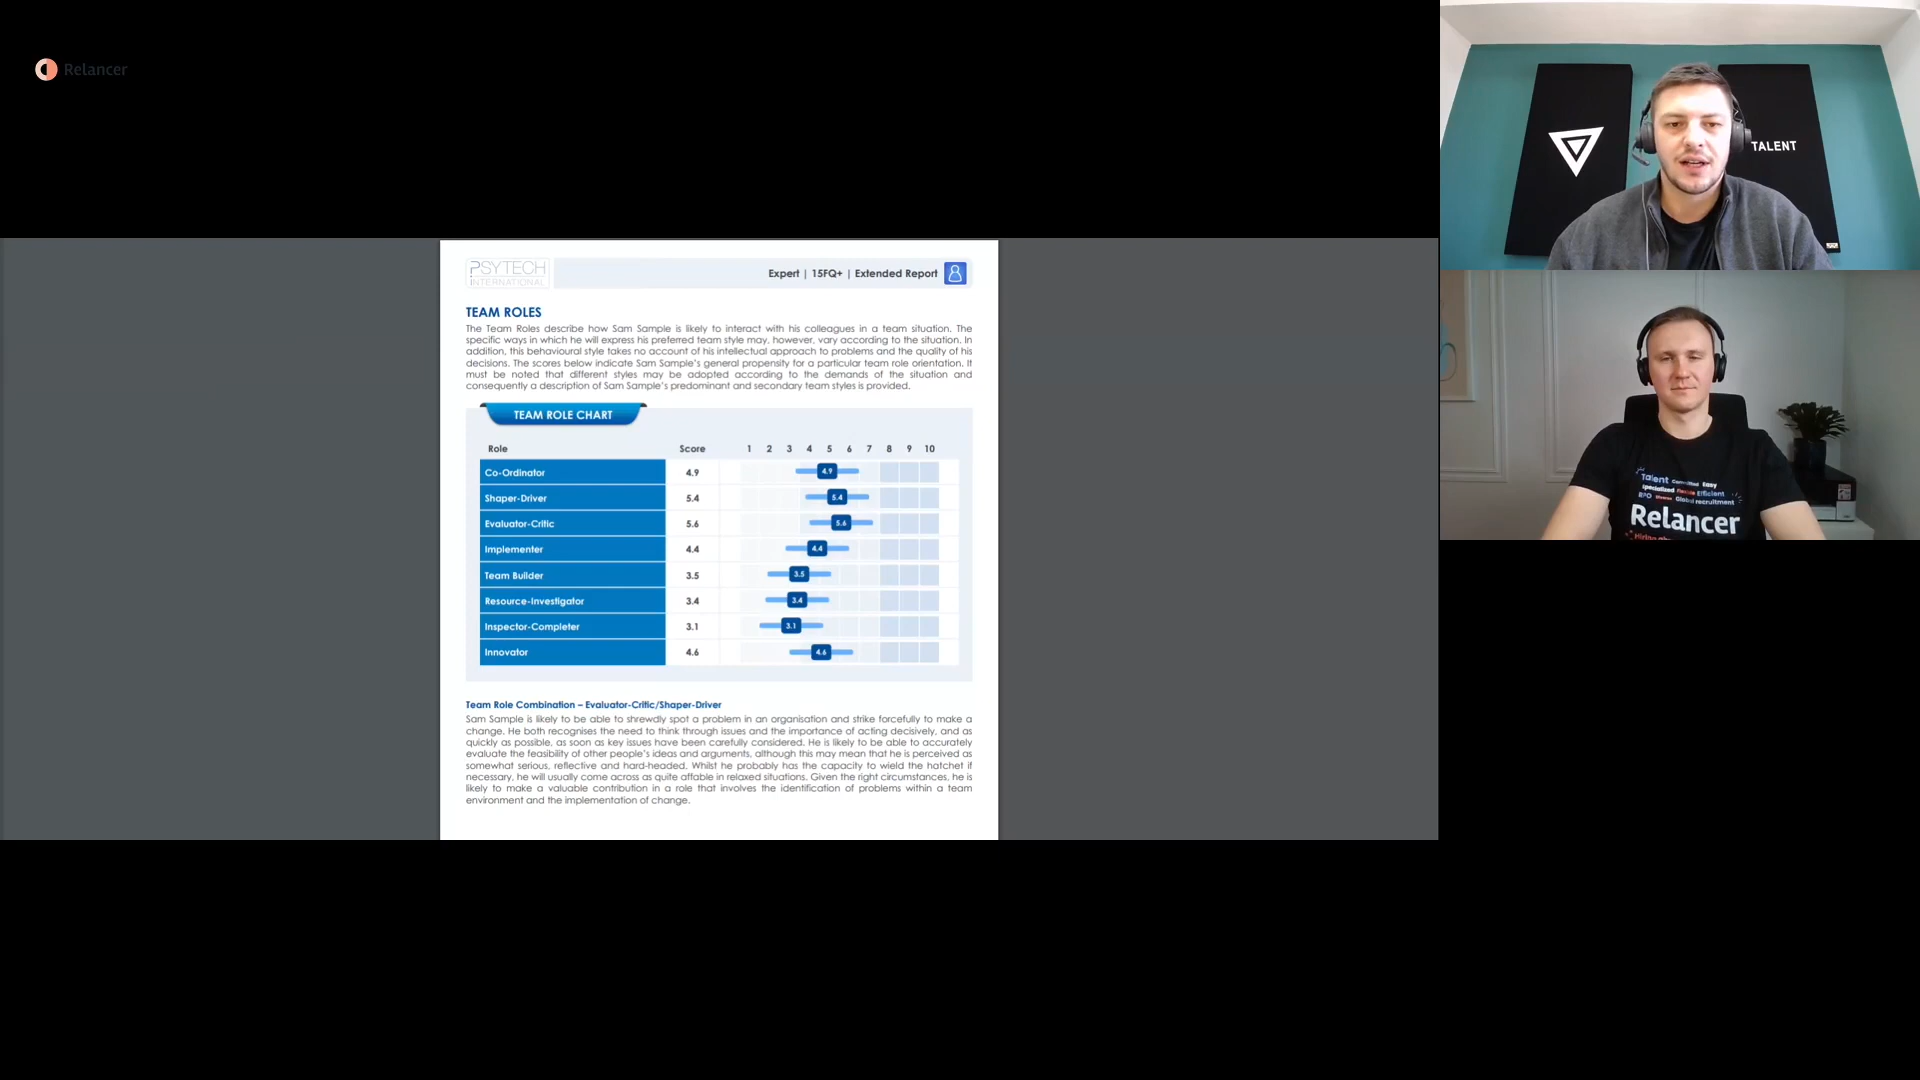 Relancer
PSYTECH
INTERNATIONAL
Expert | 15FQ+ | Extended Report
TEAM ROLES
The Team Roles describe how Sam Sample is likely to interact with his colleagues in a team situation. The
specific ways in which he will express his preferred team style may, however, vary according to the situation. In
addition, this behavioural style takes no account of his intellectual approach to problems and the quality of his
decisions. The scores below indicate Sam Sample's general propensity for a particular team role orientation. It
must be noted that different styles may be adopted according to the demands of the situation and
consequently a description of Sam Sample's predominant and secondary team styles is provided.
TEAM ROLE CHART
Role Score 1 2 3 4 5 6 7 8 9 10
Co-Ordinator 4.9 4.9
Shaper-Driver 5.4 5.4
Evaluator-Critic 5.6 5.6
Implementer 4.4 4.4
Team Builder 3.5 3.5
Resource-Investigator 3.4 3.4
Inspector-Completer 3.1 3.1
Innovator 4.6 4.6
Team Role Combination – Evaluator-Critic/Shaper-Driver
Sam Sample is likely to be able to shrewdly spot a problem in an organisation and strike forcefully to make a
change. He both recognises the need to think through issues and the importance of acting decisively, and as
quickly as possible, as soon as key issues have been carefully considered. He is likely to be able to accurately
evaluate the feasibility of other people's ideas and arguments, although this may mean that he is perceived as
somewhat serious, reflective and hard-headed. Whilst he probably has the capacity to wield the hatchet if
necessary, he will usually come across as quite affable in relaxed situations. Given the right circumstances, he is
likely to make a valuable contribution in a role that involves the identification of problems within a team
environment and the implementation of change.
TALENT
Talent Committed Easy
specialized flexible Efficient
RPO Global recruitment
Relancer